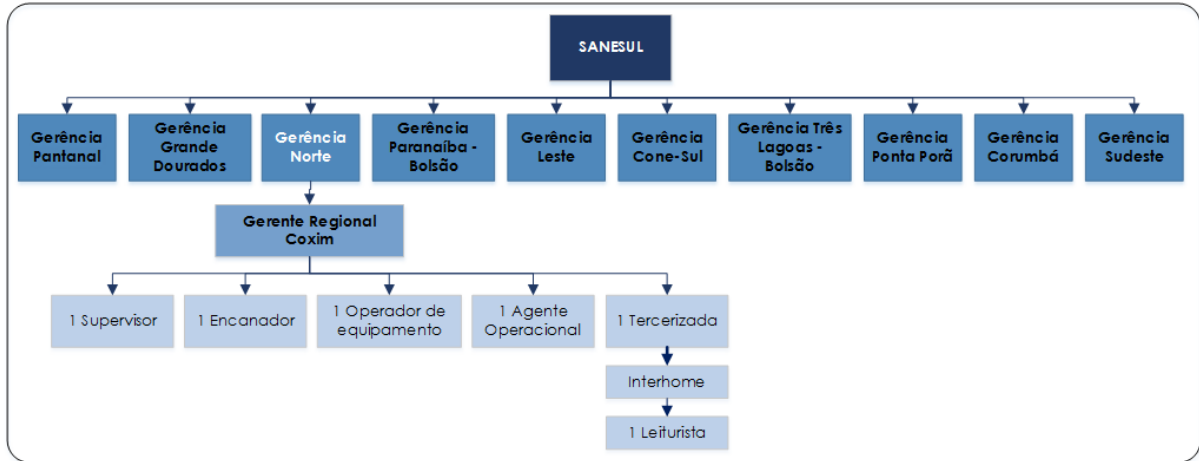 SANESUL
Gerência
Pantanal
Gerência
Grande
Dourados
Gerência
Norte
Gerência
Paranaíba -
Bolsão
Gerência
Leste
Gerência
Cone-Sul
Gerência Três
Lagoas -
Bolsão
Gerência
Ponta Porã
Gerência
Corumbá
Gerência
Sudeste
Gerente Regional
Coxim
1 Supervisor
1 Encanador
1 Operador de
equipamento
1 Agente
Operacional
1 Tercerizada
Interhome
1 Leiturista